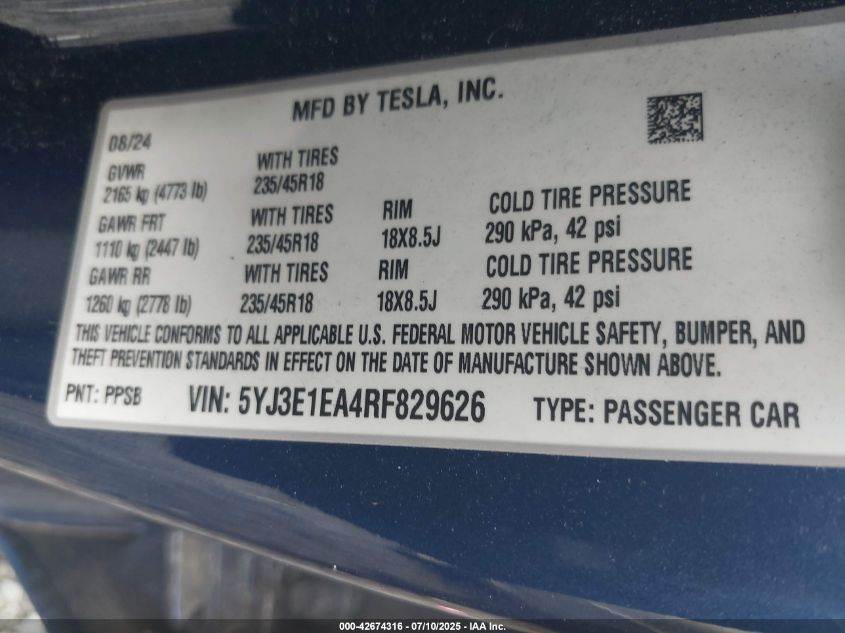 MFD BY TESLA, INC.
08/24
GVWR WITH TIRES
2165 kg (4773 lb) 235/45R18
GAWR FRT WITH TIRES RIM COLD TIRE PRESSURE
1110 kg (2447 lb) 235/45R18 18X8.5J 290 kPa, 42 psi
GAWR RR WITH TIRES RIM COLD TIRE PRESSURE
1260 kg (2778 lb) 235/45R18 18X8.5J 290 kPa, 42 psi
THIS VEHICLE CONFORMS TO ALL APPLICABLE U.S. FEDERAL MOTOR VEHICLE SAFETY, BUMPER, AND
THEFT PREVENTION STANDARDS IN EFFECT ON THE DATE OF MANUFACTURE SHOWN ABOVE.
PNT: PPSB VIN: 5YJ3E1EA4RF829626 TYPE: PASSENGER CAR
000-42674316 - 07/10/2025 - IAA Inc.